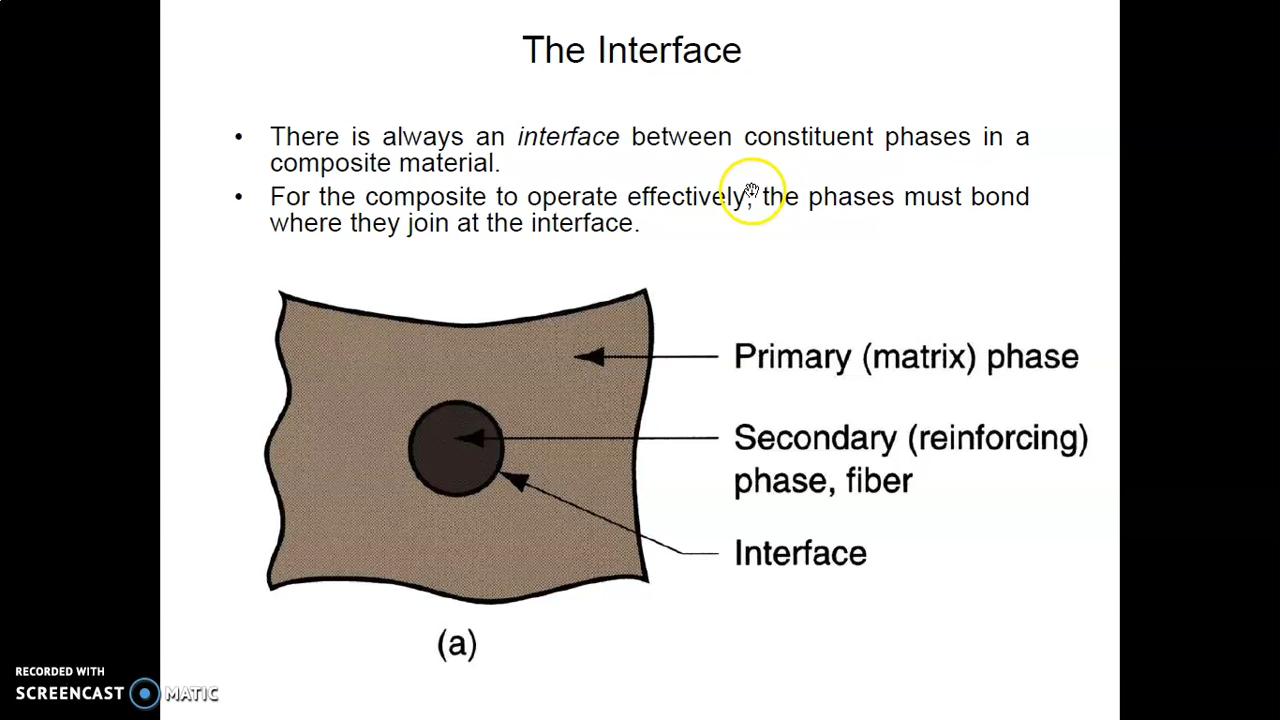 The Interface
• There is always an interface between constituent phases in a
composite material.
• For the composite to operate effectively, the phases must bond
where they join at the interface.
Primary (matrix) phase
Secondary (reinforcing)
phase, fiber
Interface
(a)
RECORDED WITH
SCREENCAST MATIC